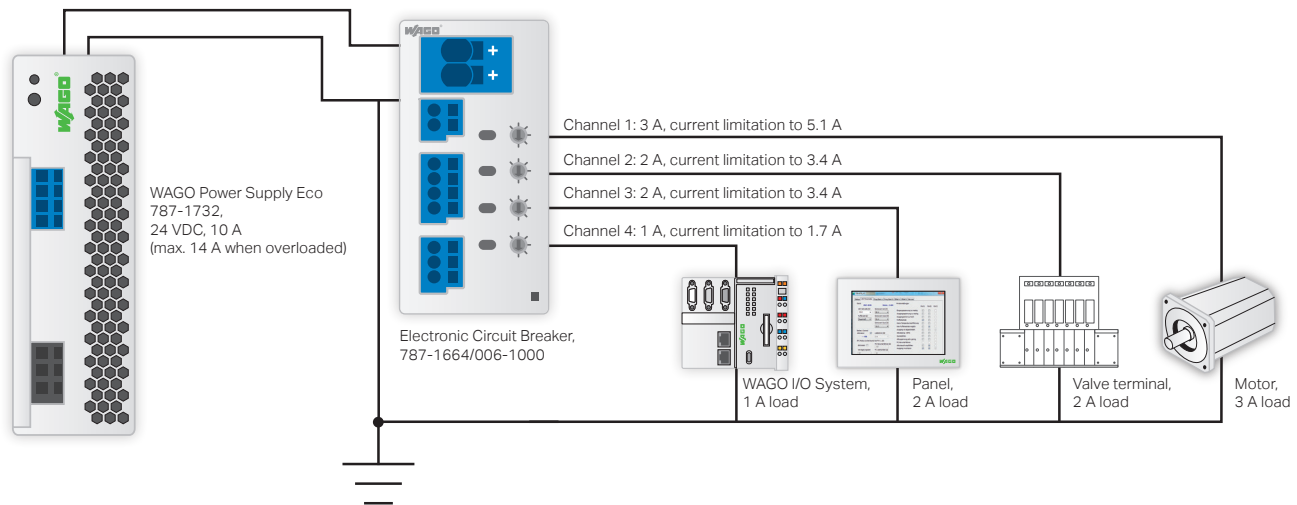 WAGO
WAGO
+
+
Channel 1: 3 A, current limitation to 5.1 A
Channel 2: 2 A, current limitation to 3.4 A
Channel 3: 2 A, current limitation to 3.4 A
Channel 4: 1 A, current limitation to 1.7 A
WAGO Power Supply Eco
787-1732,
24 VDC, 10 A
(max. 14 A when overloaded)
Electronic Circuit Breaker,
787-1664/006-1000
WAGO
WAGO
WAGO I/O System,
1 A load
Panel,
2 A load
Valve terminal,
2 A load
Motor,
3 A load